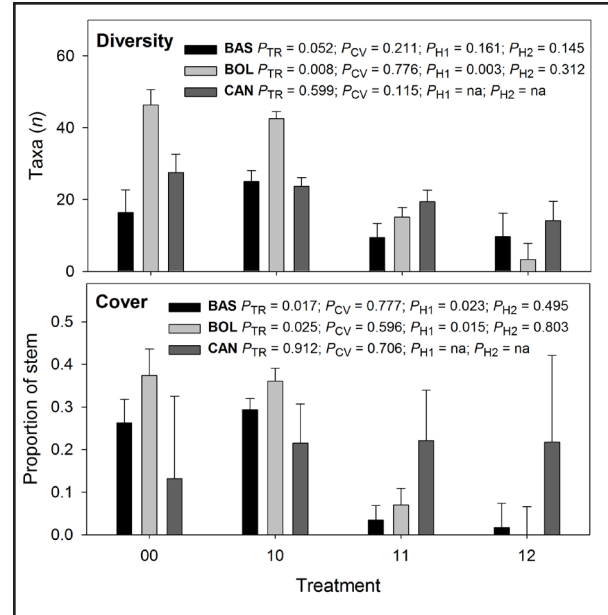 Diversity
BAS PTR = 0.052; PCV = 0.211; PH1 = 0.161; PH2 = 0.145
BOL PTR = 0.008; PCV = 0.776; PH1 = 0.003; PH2 = 0.312
CAN PTR = 0.599; PCV = 0.115; PH1 = na; PH2 = na
Taxa (n)
60
40
20
0
Cover
BAS PTR = 0.017; PCV = 0.777; PH1 = 0.023; PH2 = 0.495
BOL PTR = 0.025; PCV = 0.596; PH1 = 0.015; PH2 = 0.803
CAN PTR = 0.912; PCV = 0.706; PH1 = na; PH2 = na
Proportion of stem
0.5
0.4
0.3
0.2
0.1
0.0
00 10 11 12
Treatment